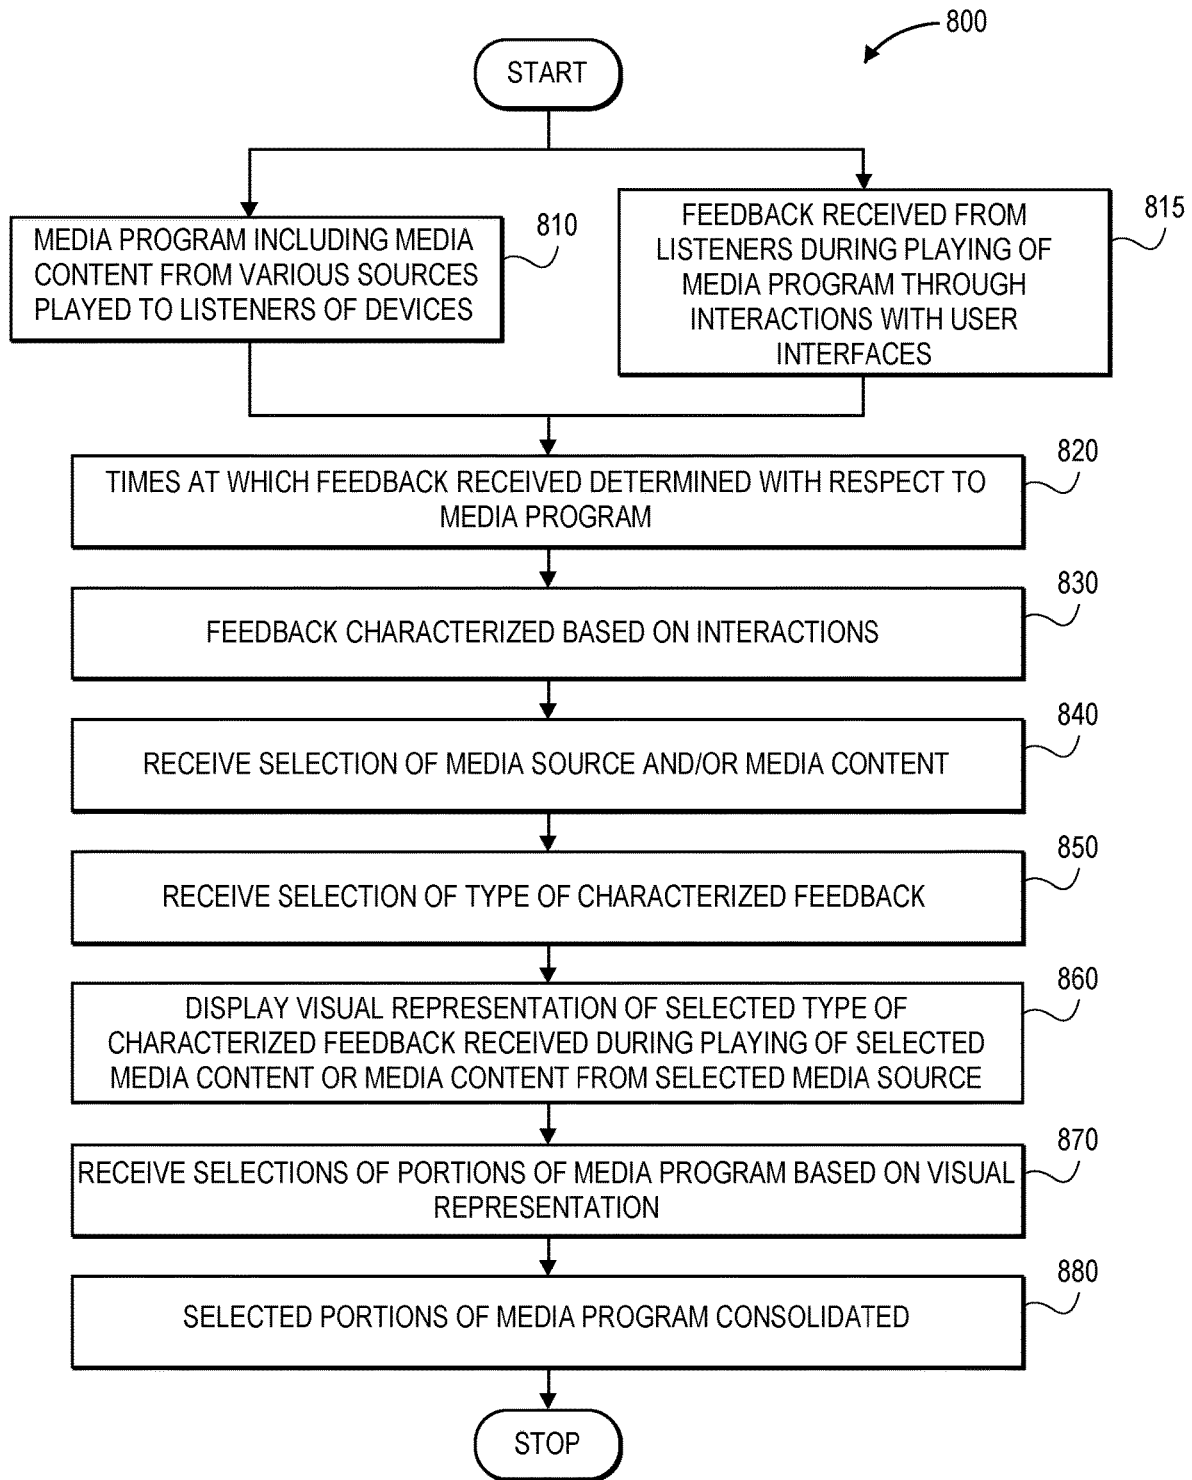 800
START
MEDIA PROGRAM INCLUDING MEDIA
CONTENT FROM VARIOUS SOURCES
PLAYED TO LISTENERS OF DEVICES
810
FEEDBACK RECEIVED FROM
LISTENERS DURING PLAYING OF
MEDIA PROGRAM THROUGH
INTERACTIONS WITH USER
INTERFACES
815
TIMES AT WHICH FEEDBACK RECEIVED DETERMINED WITH RESPECT TO
MEDIA PROGRAM
820
FEEDBACK CHARACTERIZED BASED ON INTERACTIONS
830
RECEIVE SELECTION OF MEDIA SOURCE AND/OR MEDIA CONTENT
840
RECEIVE SELECTION OF TYPE OF CHARACTERIZED FEEDBACK
850
DISPLAY VISUAL REPRESENTATION OF SELECTED TYPE OF
CHARACTERIZED FEEDBACK RECEIVED DURING PLAYING OF SELECTED
MEDIA CONTENT OR MEDIA CONTENT FROM SELECTED MEDIA SOURCE
860
RECEIVE SELECTIONS OF PORTIONS OF MEDIA PROGRAM BASED ON VISUAL
REPRESENTATION
870
SELECTED PORTIONS OF MEDIA PROGRAM CONSOLIDATED
880
STOP